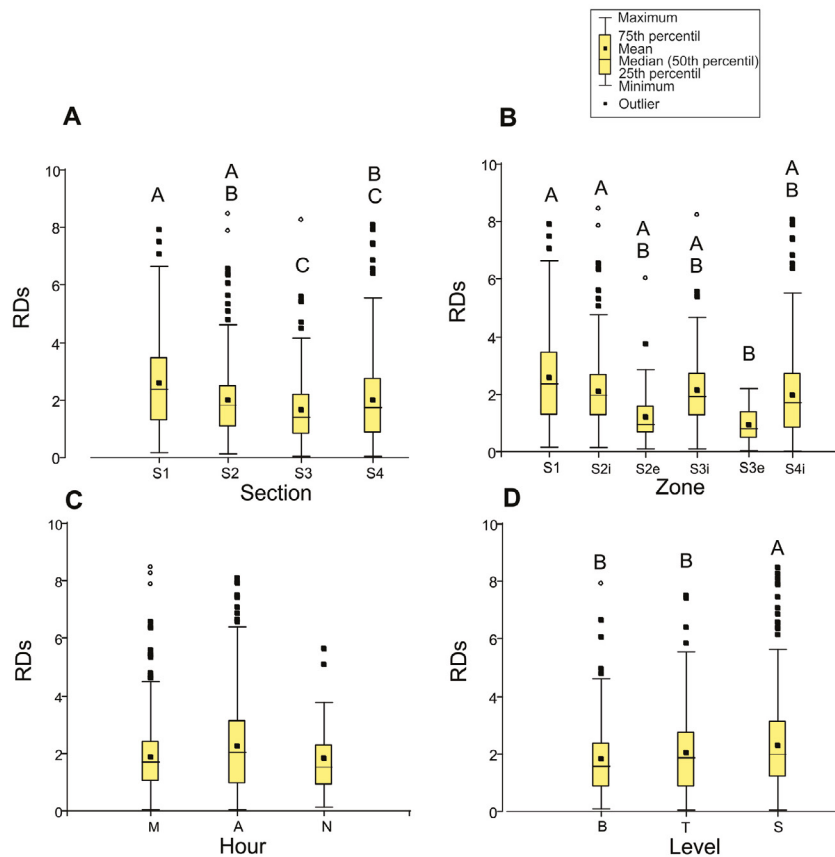 Maximum
75th percentil
Mean
Median (50th percentil)
25th percentil
Minimum
Outlier
A
10
8
6
4
2
0
RDs
A
A
B
C
B
C
S1 S2 S3 S4
Section
B
10
8
6
4
2
0
RDs
A
A
A
B
A
B
B
A
B
S1 S2i S2e S3i S3e S4i
Zone
C
10
8
6
4
2
0
RDs
M A N
Hour
D
10
8
6
4
2
0
RDs
B
B
A
B T S
Level